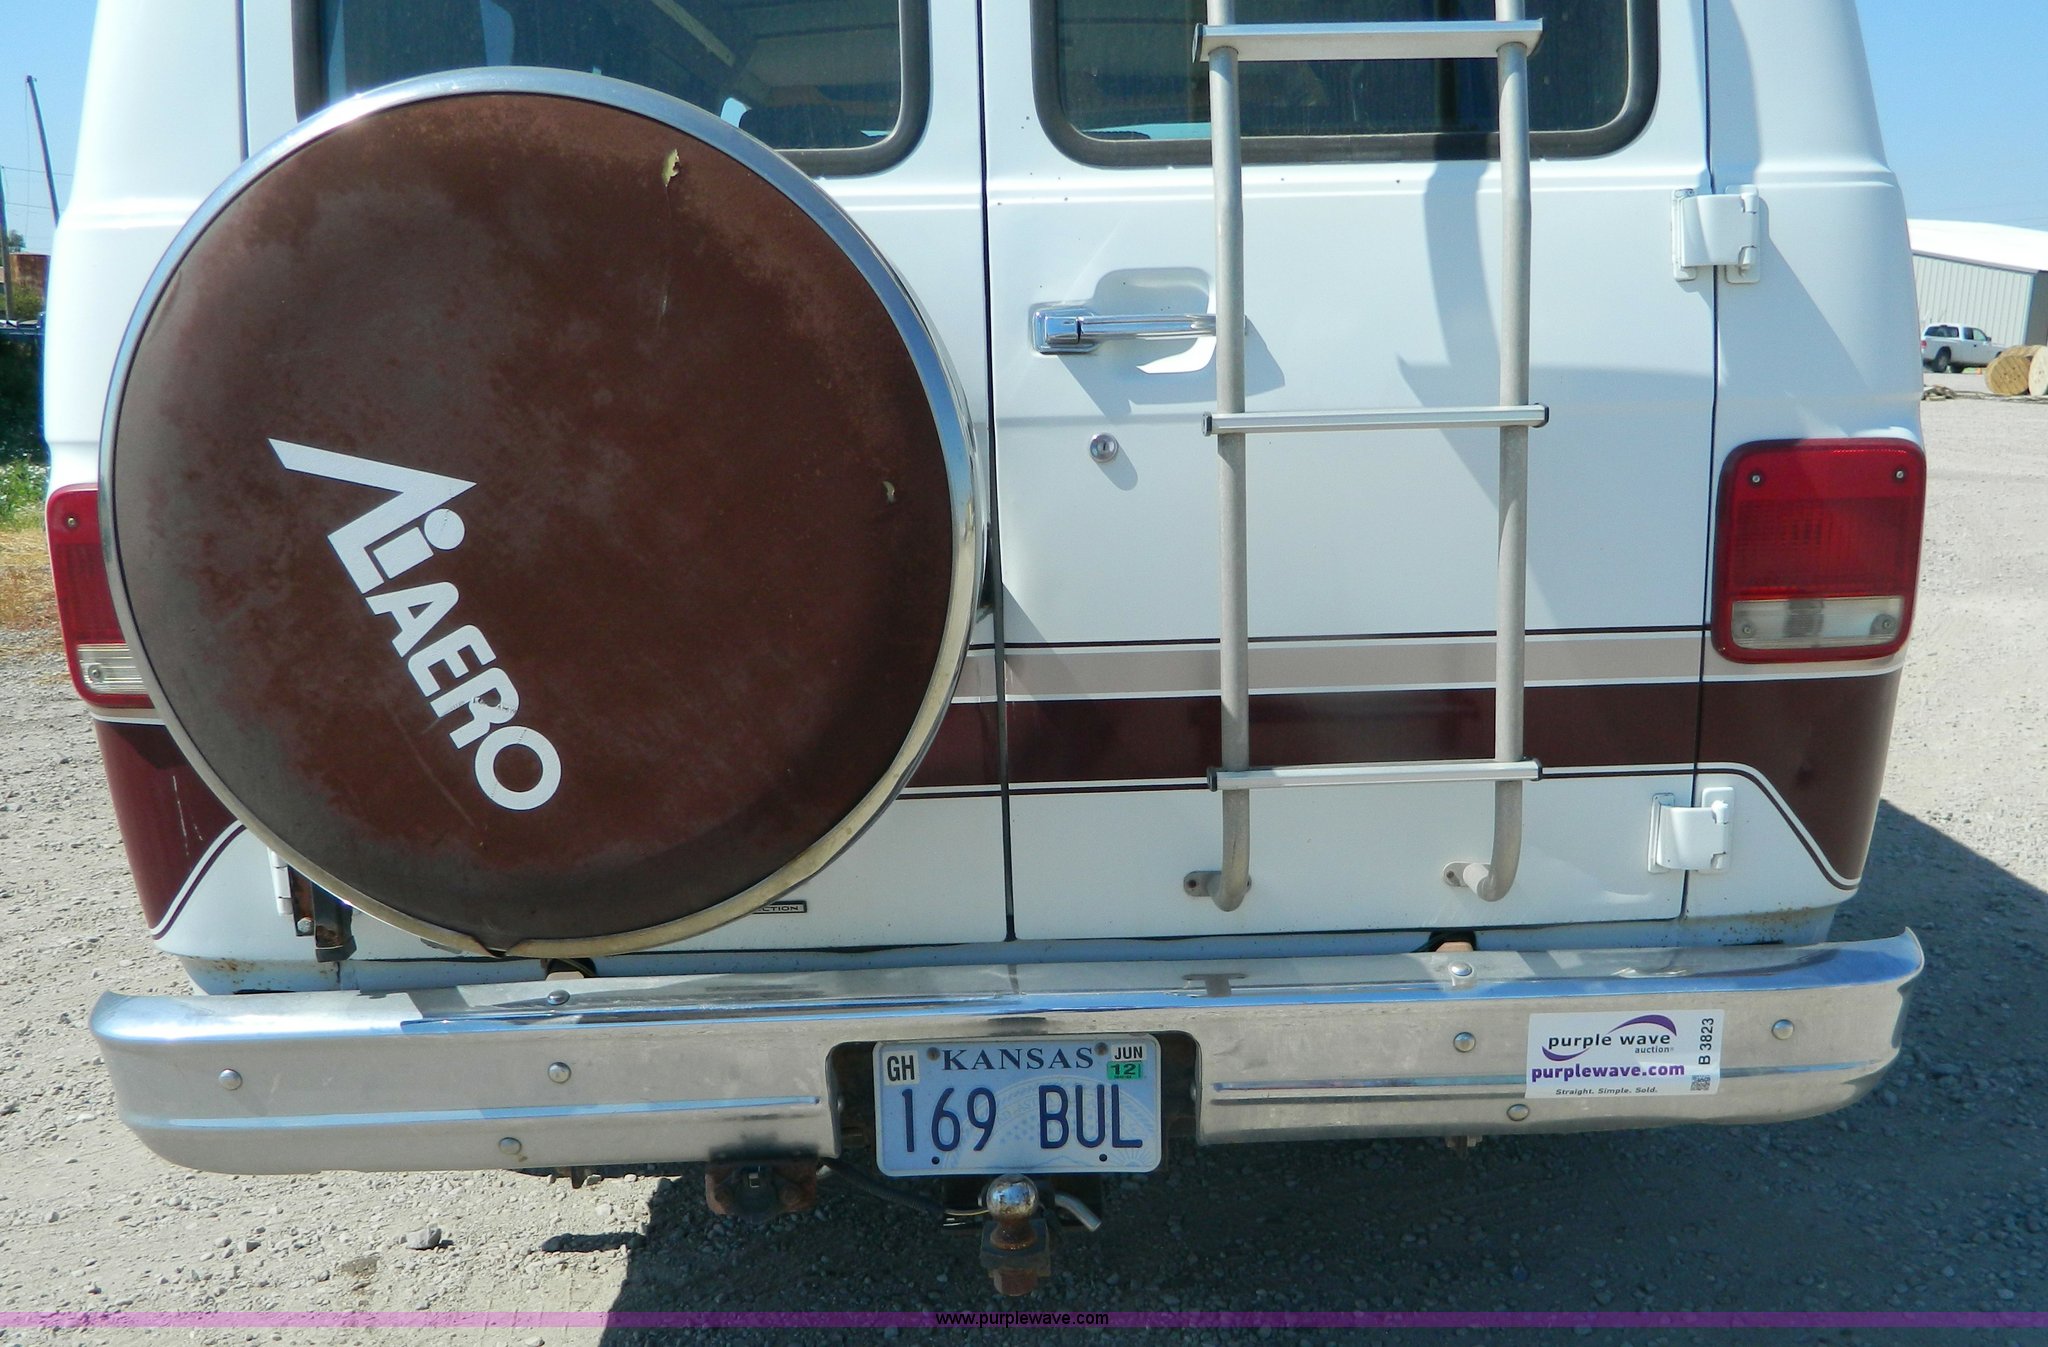 AERO
CTION
GH
KANSAS
JUN
12
169 BUL
purple wave
auction
B 3823
purplewave.com
Straight. Simple. Sold.
www.purplewave.com